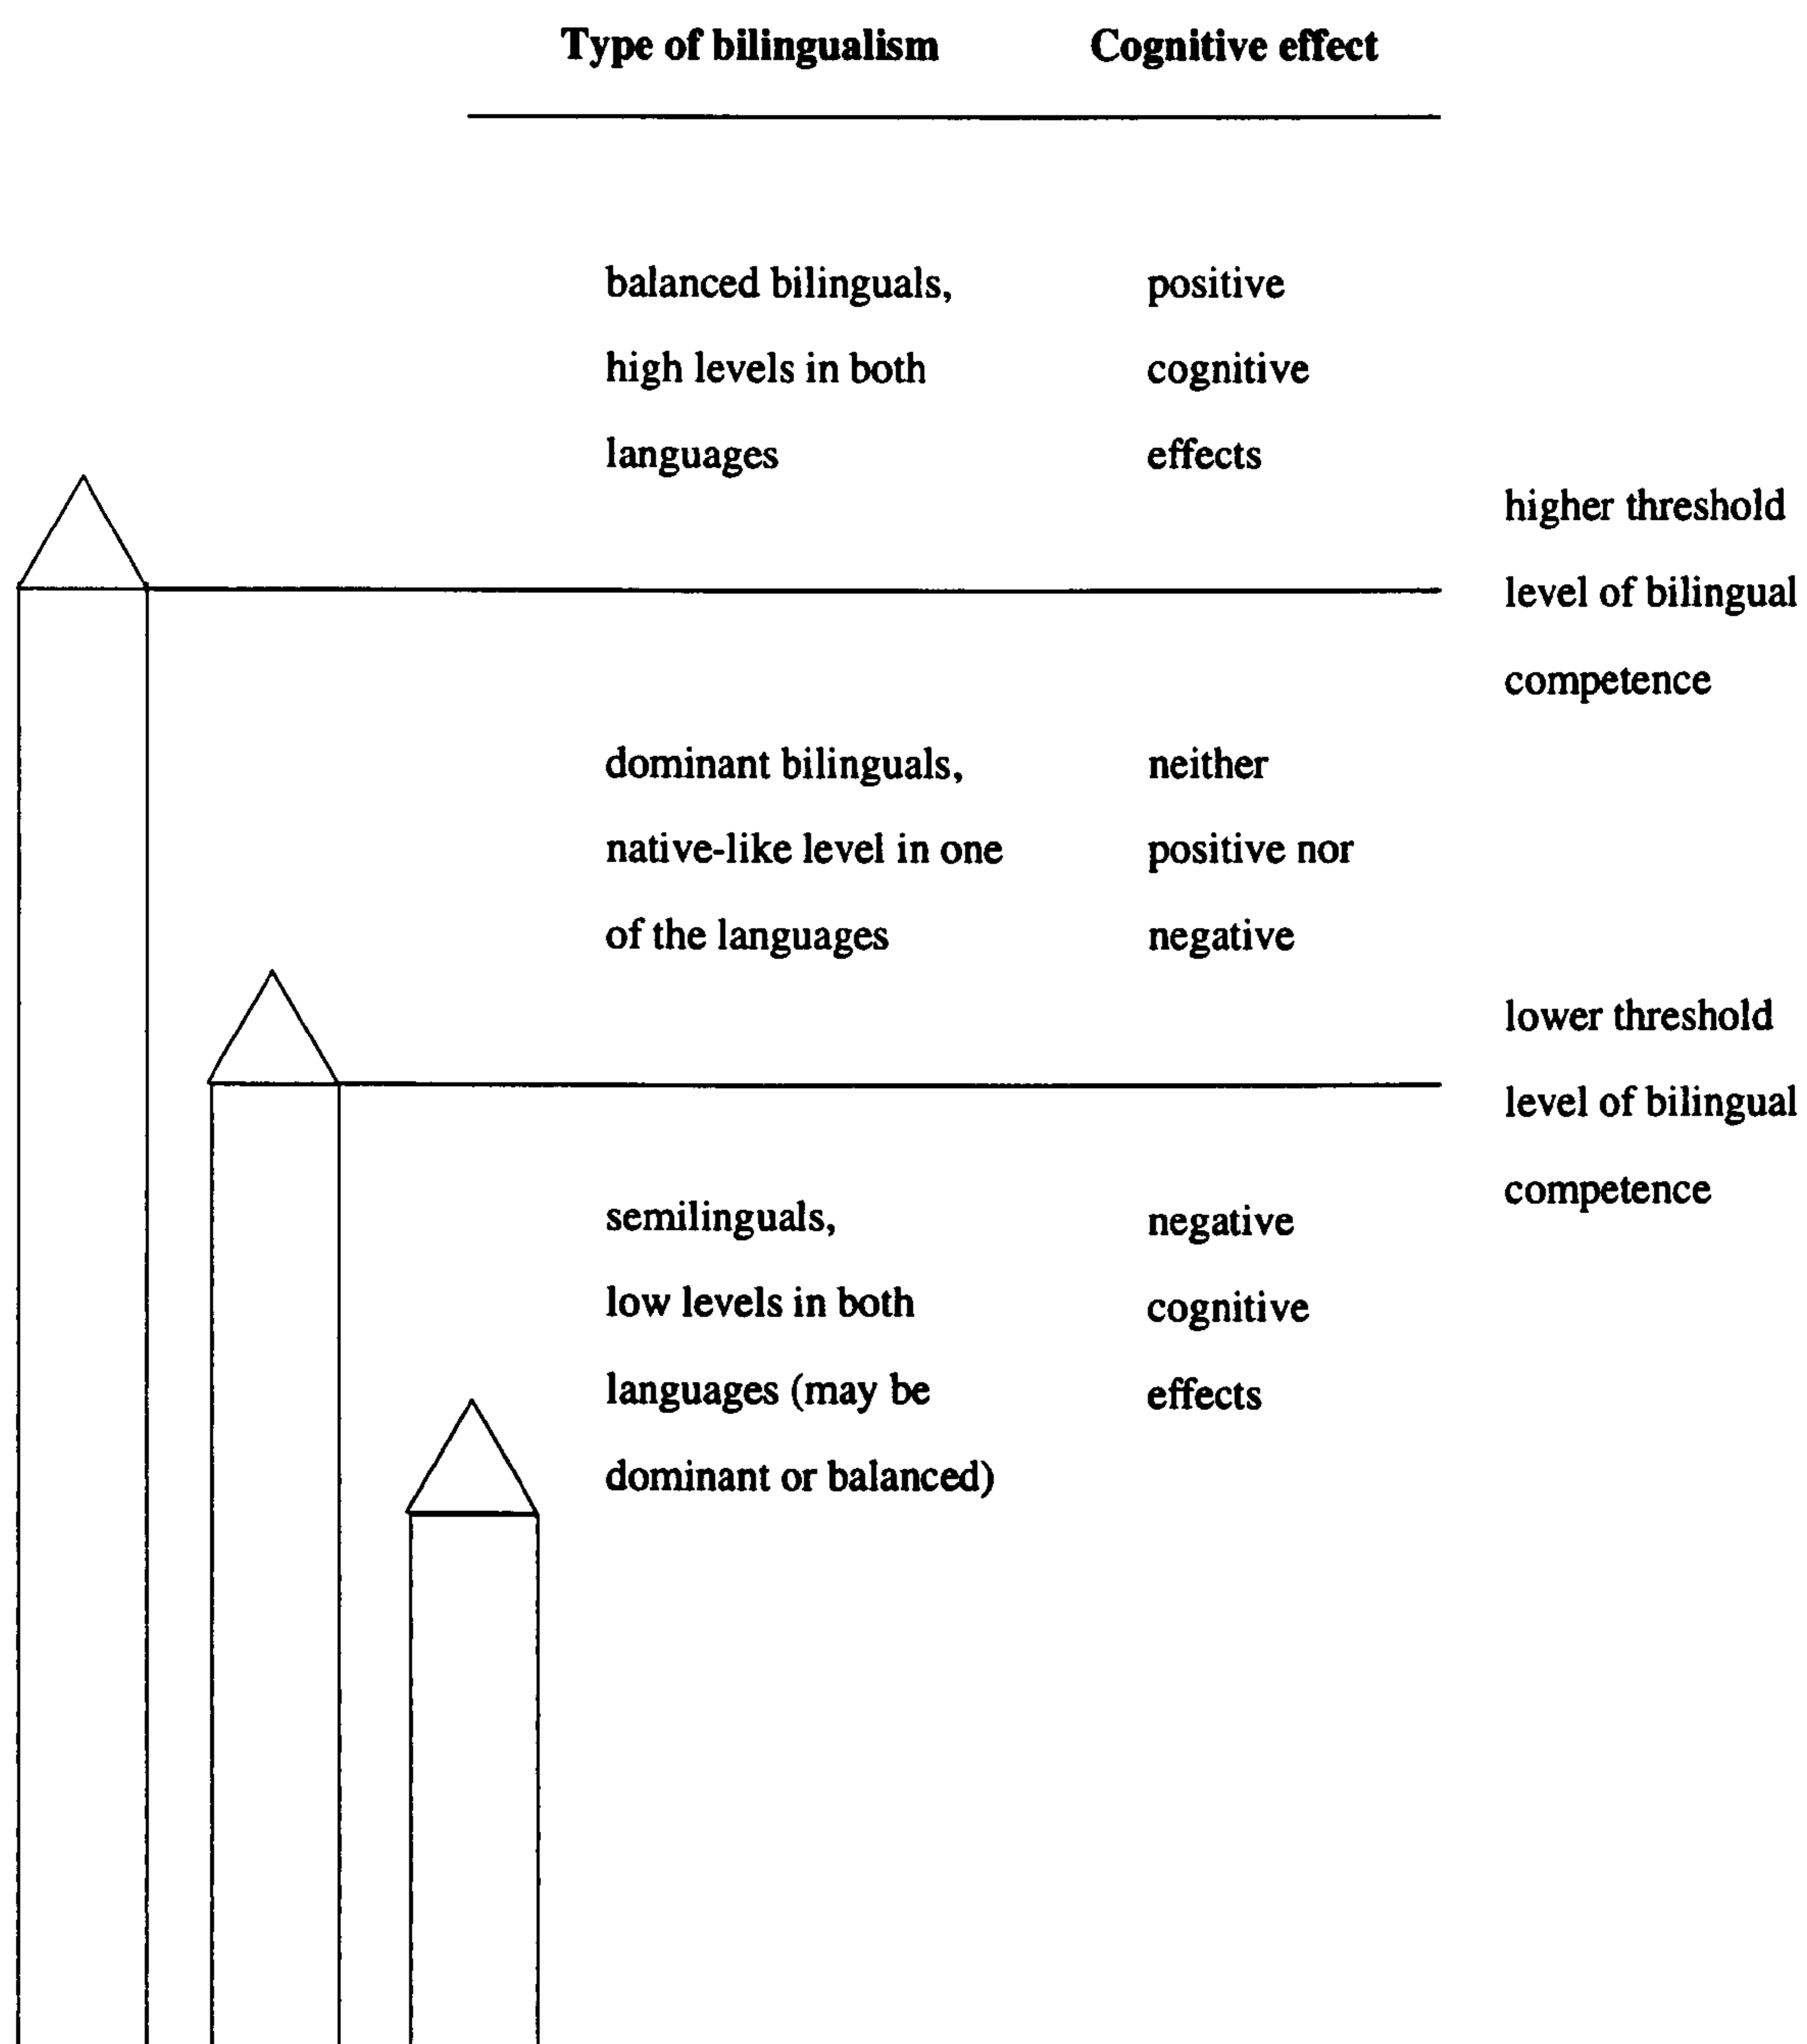 Type of bilingualism Cognitive effect
balanced bilinguals, positive
high levels in both cognitive
languages effects
higher threshold
level of bilingual
competence
dominant bilinguals, neither
native-like level in one positive nor
of the languages negative
lower threshold
level of bilingual
competence
semilinguals, negative
low levels in both cognitive
languages (may be effects
dominant or balanced)